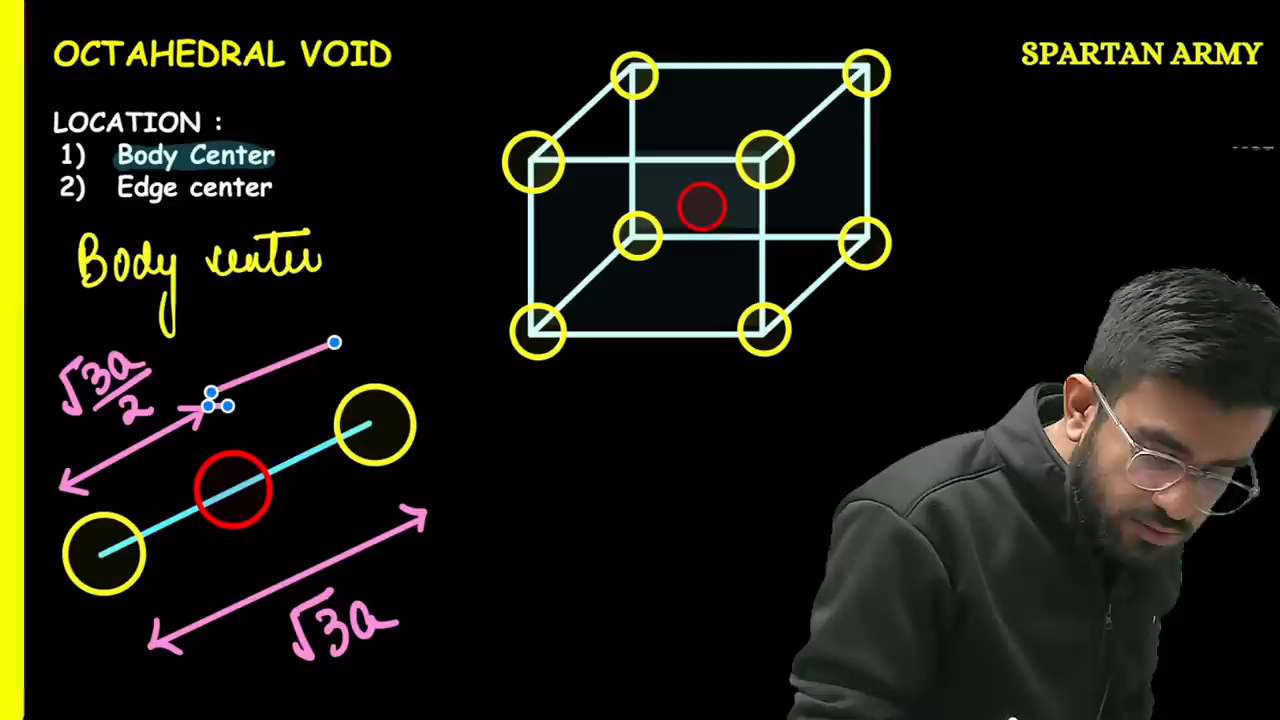 OCTAHEDRAL VOID
SPARTAN ARMY
LOCATION :
1) Body Center
2) Edge center
Body center
√3a/2
√3a